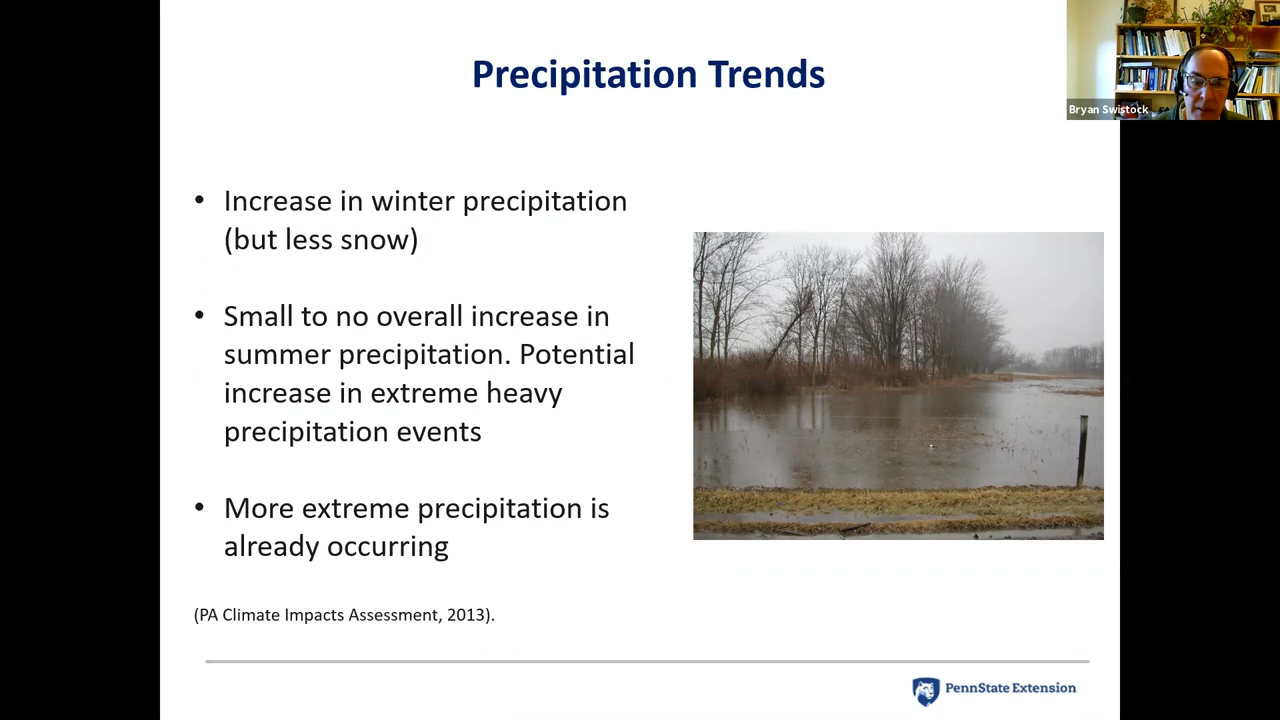 Precipitation Trends
Bryan Swistock
• Increase in winter precipitation
(but less snow)
• Small to no overall increase in
summer precipitation. Potential
increase in extreme heavy
precipitation events
• More extreme precipitation is
already occurring
(PA Climate Impacts Assessment, 2013).
PennState Extension